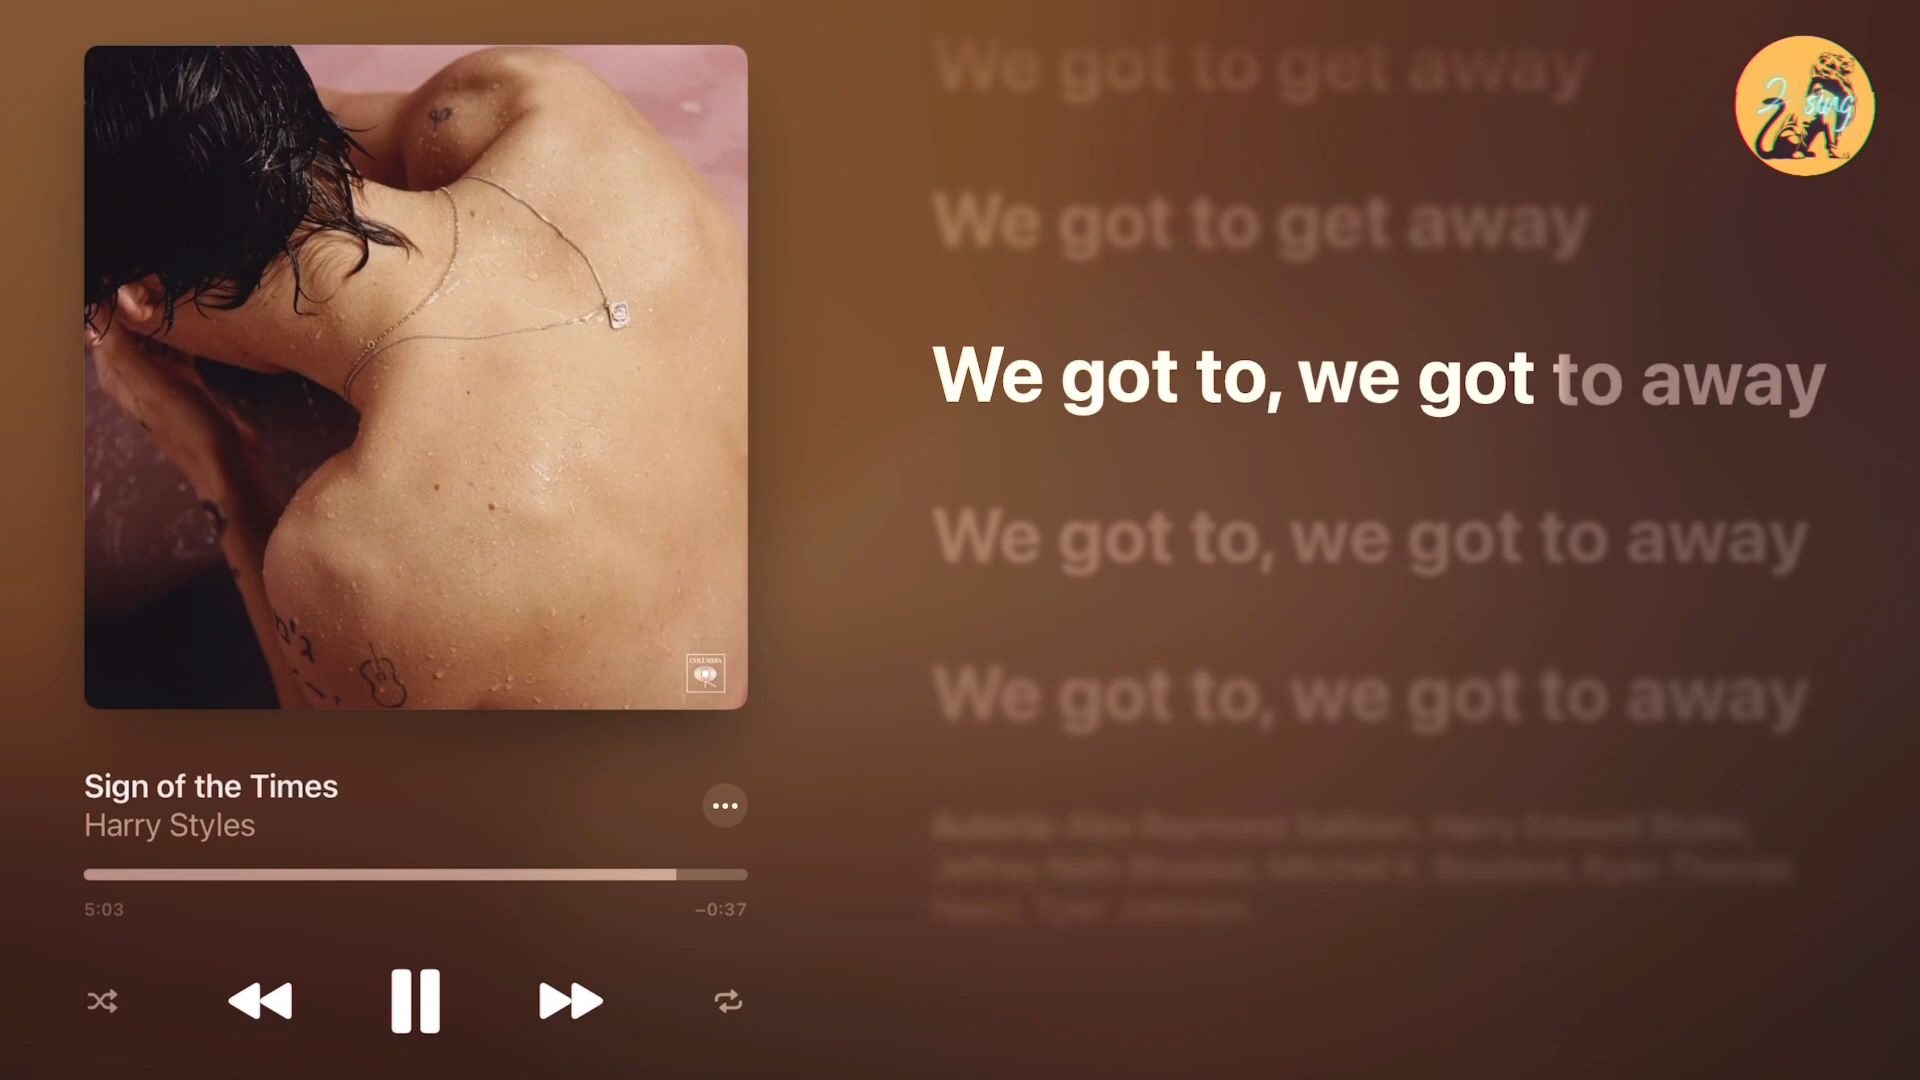 COLUMBIA
Sign of the Times
Harry Styles
5:03
−0:37
We got to get away
We got to get away
We got to, we got to away
We got to, we got to away
We got to, we got to away
sing